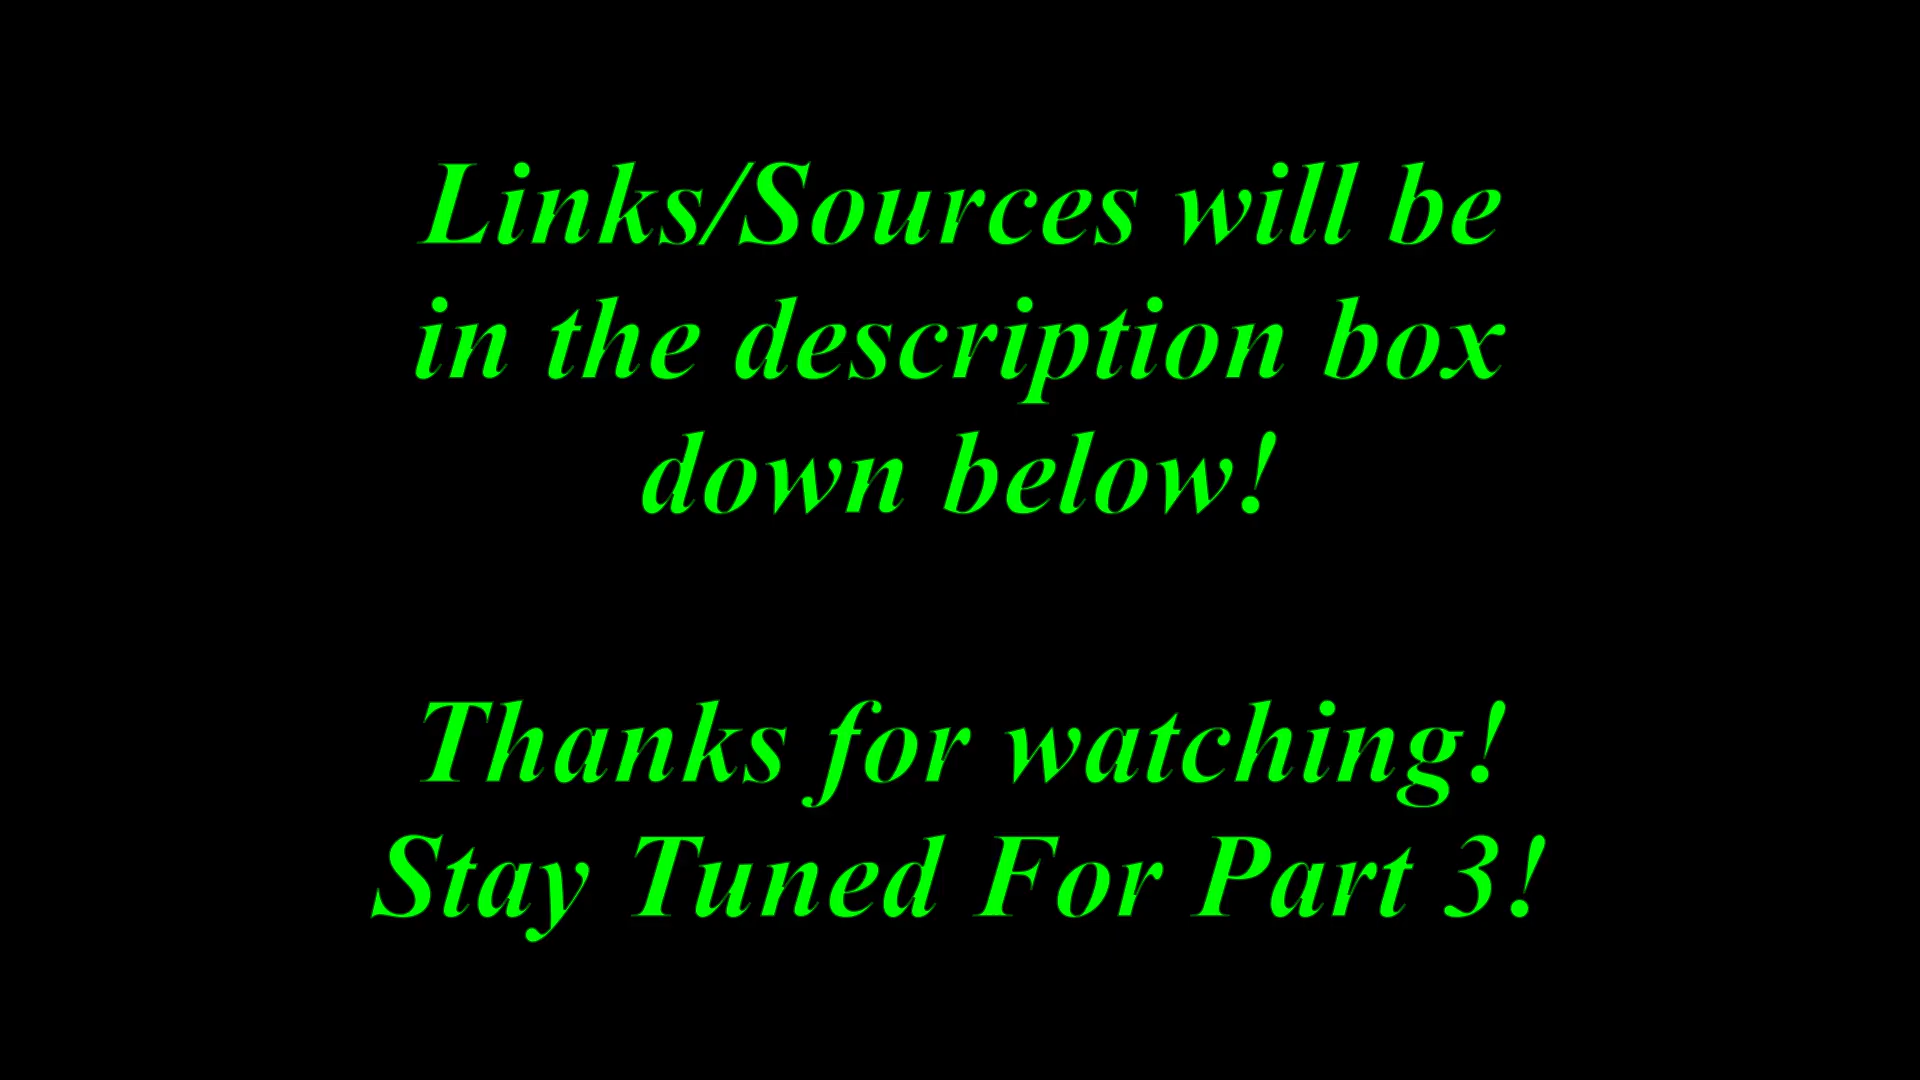 Links/Sources will be
in the description box
down below!
Thanks for watching!
Stay Tuned For Part 3!